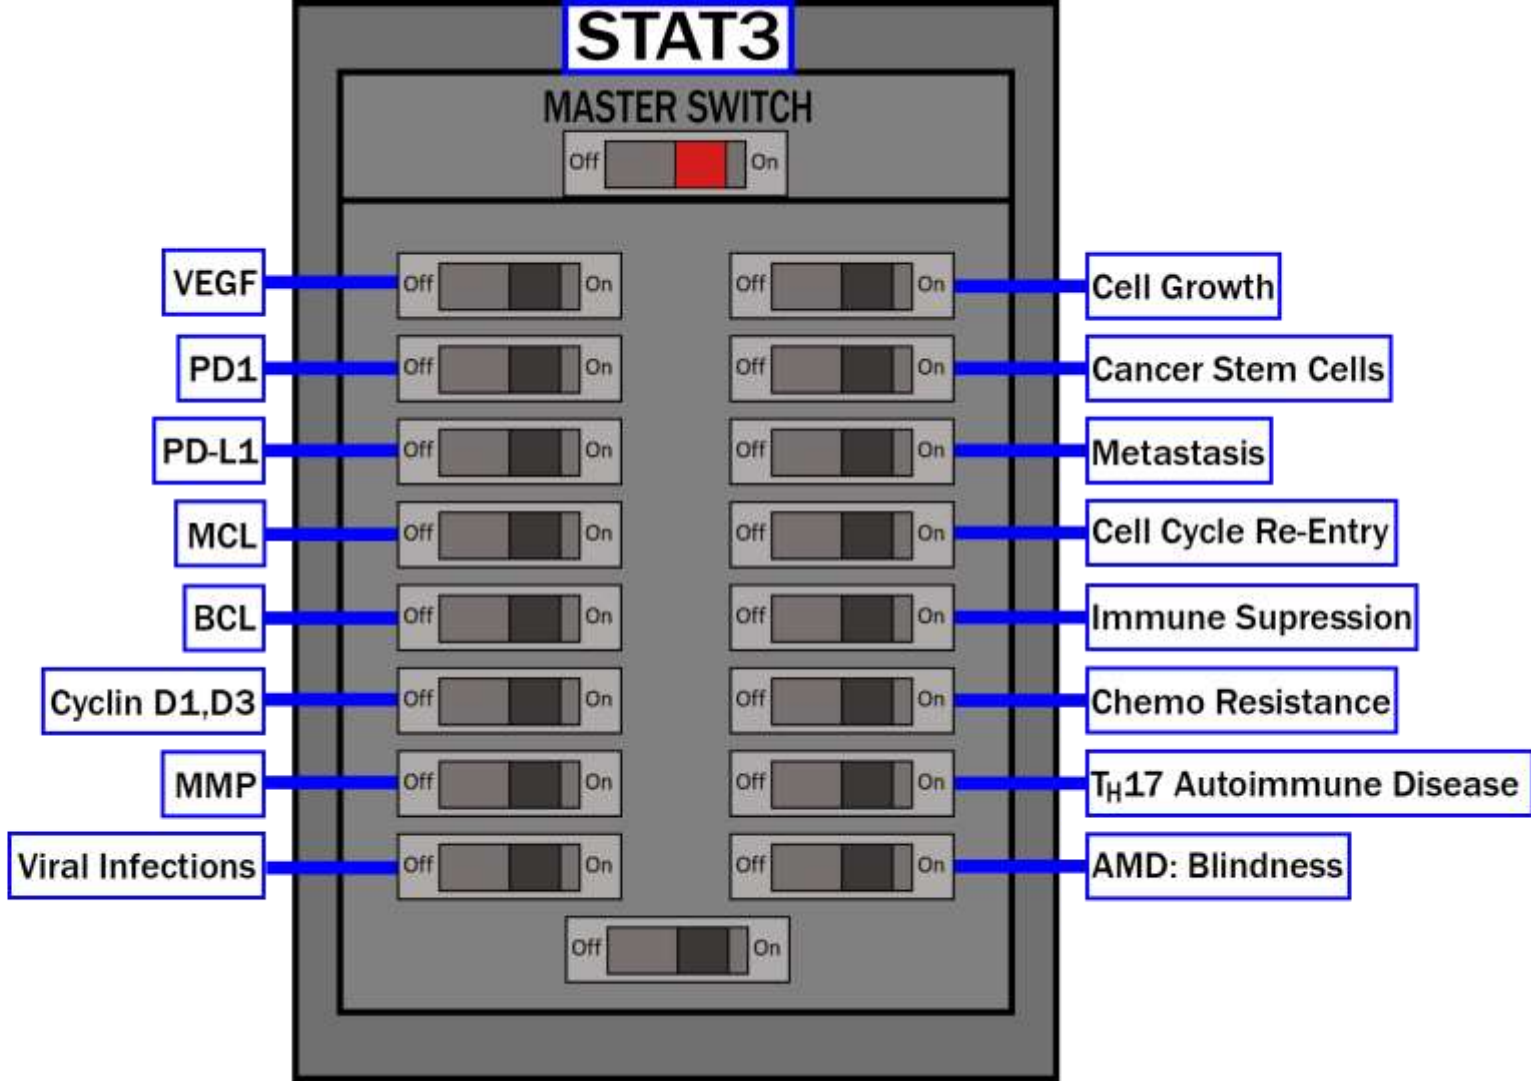 STAT3
MASTER SWITCH
Off On
VEGF Off On Off On Cell Growth
PD1 Off On Off On Cancer Stem Cells
PD-L1 Off On Off On Metastasis
MCL Off On Off On Cell Cycle Re-Entry
BCL Off On Off On Immune Supression
Cyclin D1,D3 Off On Off On Chemo Resistance
MMP Off On Off On TH17 Autoimmune Disease
Viral Infections Off On Off On AMD: Blindness
Off On